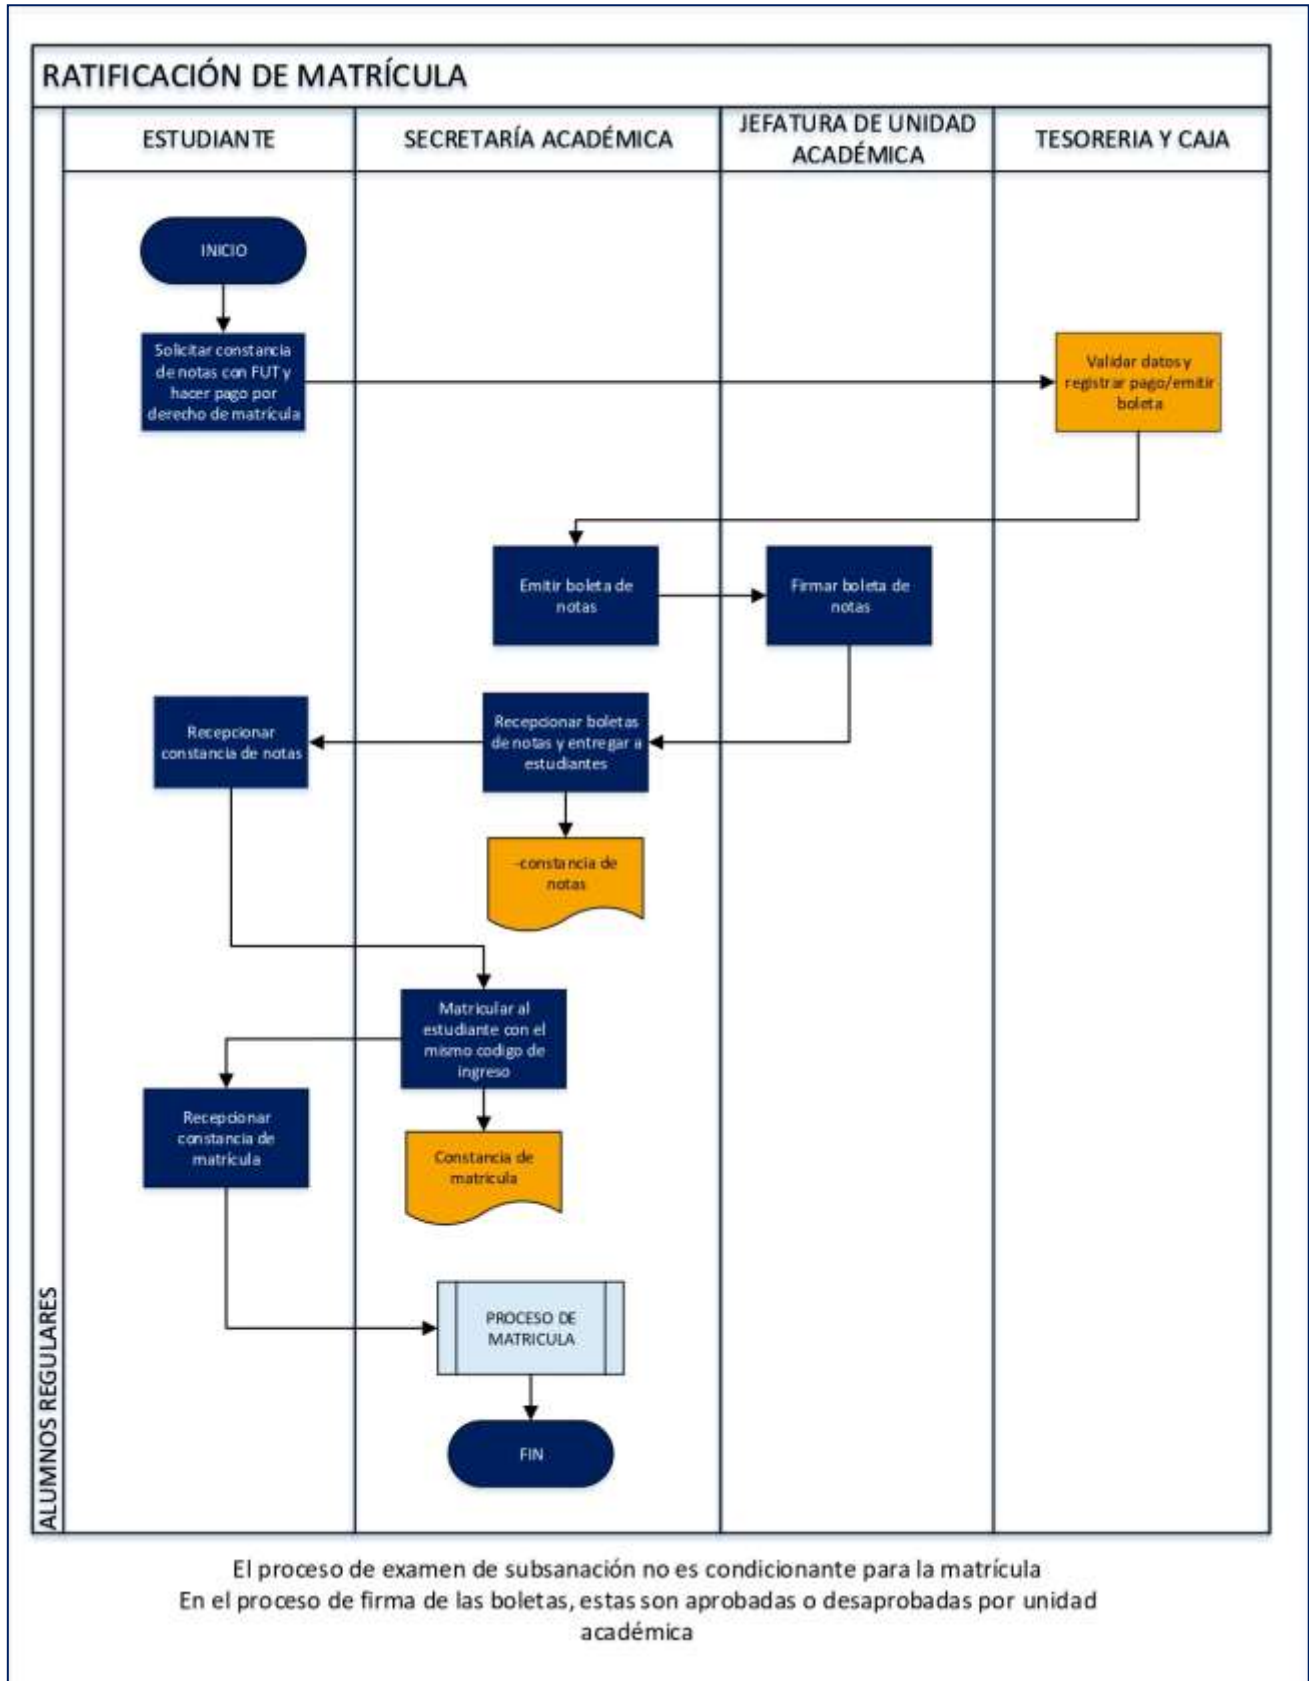 RATIFICACIÓN DE MATRÍCULA
ESTUDIANTE
SECRETARÍA ACADÉMICA
JEFATURA DE UNIDAD
ACADÉMICA
TESORERIA Y CAJA
INICIO
Solicitar constancia
de notas con FUT y
hacer pago por
derecho de matrícula
Validar datos y
registrar pago/emitir
boleta
Emitir boleta de
notas
Firmar boleta de
notas
Recepcionar boletas
de notas y entregar a
estudiantes
Recepcionar
constancia de notas
-constancia de
notas
Matricular al
estudiante con el
mismo codigo de
ingreso
Recepcionar
constancia de
matrícula
Constancia de
matricula
PROCESO DE
MATRICULA
FIN
ALUMNOS REGULARES
El proceso de examen de subsanación no es condicionante para la matrícula
En el proceso de firma de las boletas, estas son aprobadas o desaprobadas por unidad
académica